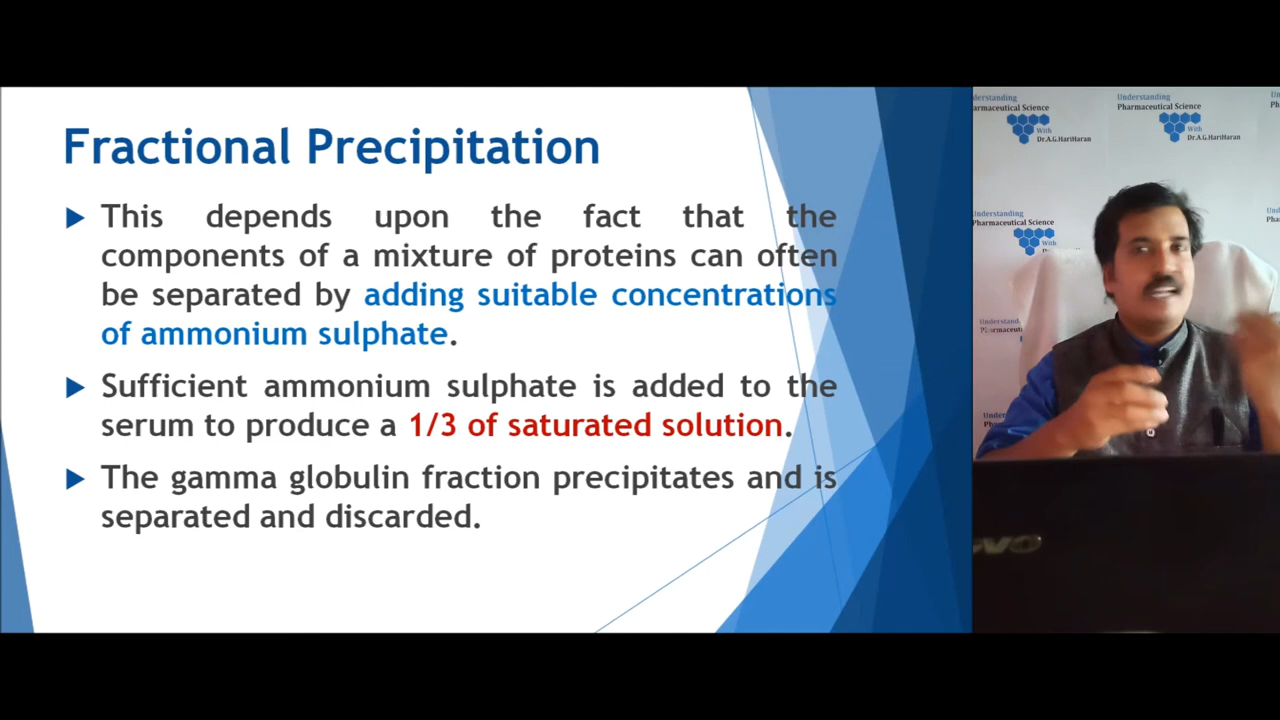 Fractional Precipitation
This depends upon the fact that the
components of a mixture of proteins can often
be separated by adding suitable concentrations
of ammonium sulphate.
Sufficient ammonium sulphate is added to the
serum to produce a 1/3 of saturated solution.
The gamma globulin fraction precipitates and is
separated and discarded.
Understanding
Pharmaceutical Science
With
Dr.A.G.HariHaran
Understanding
Pharmaceutical Science
With
Dr.A.G.HariHaran
Understanding
Pharmaceutical Science
With